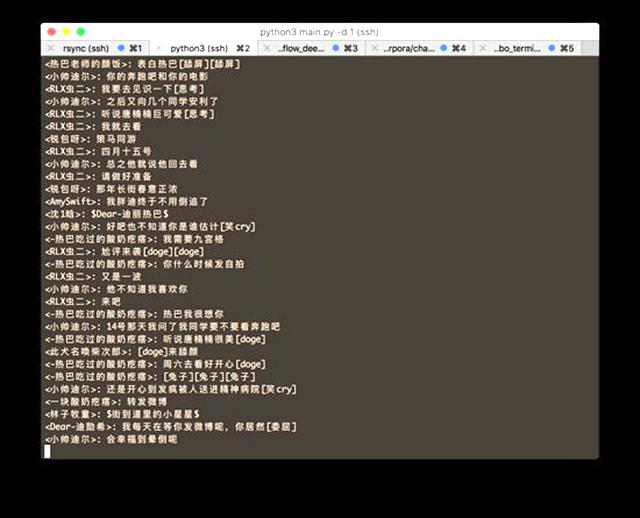 python3 main.py -d 1 (ssh)
rsync (ssh) ⌘1 python3 (ssh) ⌘2 ..flow_dee... ⌘3 ..rpora/cha... ⌘4 ..bo_termi... ⌘5
<热巴老师的颜饭>: 表白热巴[舔屏][舔屏]
<小帅迪尔>: 你的奔跑吧和你的电影
<RLX虫二>: 我要去见识一下[思考]
<小帅迪尔>: 之后又向几个同学安利了
<RLX虫二>: 听说唐楠楠巨可爱[思考]
<RLX虫二>: 我就去看
<锐包呀>: 策马同游
<RLX虫二>: 四月十五号
<小帅迪尔>: 总之他就说他回去看
<RLX虫二>: 请做好准备
<锐包呀>: 那年长街春意正浓
<AmySwift>: 我胖迪终于不用倒追了
<沈1晗>: $Dear-迪丽热巴$
<小帅迪尔>: 好吧也不知道你是谁估计[笑cry]
<-热巴吃过的酸奶疙瘩>: 我需要九宫格
<RLX虫二>: 尬评来袭[doge][doge]
<-热巴吃过的酸奶疙瘩>: 你什么时候发自拍
<RLX虫二>: 又是一波
<小帅迪尔>: 他不知道我喜欢你
<RLX虫二>: 来吧
<-热巴吃过的酸奶疙瘩>: 热巴我很想你
<小帅迪尔>: 14号那天我问了我同学要不要看奔跑吧
<-热巴吃过的酸奶疙瘩>: 听说唐楠楠很美[doge]
<此犬名唤柴次郎>: [doge]来舔颜
<-热巴吃过的酸奶疙瘩>: 周六去看好开心[doge]
<-热巴吃过的酸奶疙瘩>: [兔子][兔子][兔子]
<小帅迪尔>: 还是开心到发疯被人送进精神病院[笑cry]
<一块酸奶疙瘩>: 转发微博
<林子牧童>: $街到道里的小星星$
<Dear-迪勋希>: 我每天在等你发微博呢, 你居然[委屈]
<小帅迪尔>: 会幸福到晕倒呢